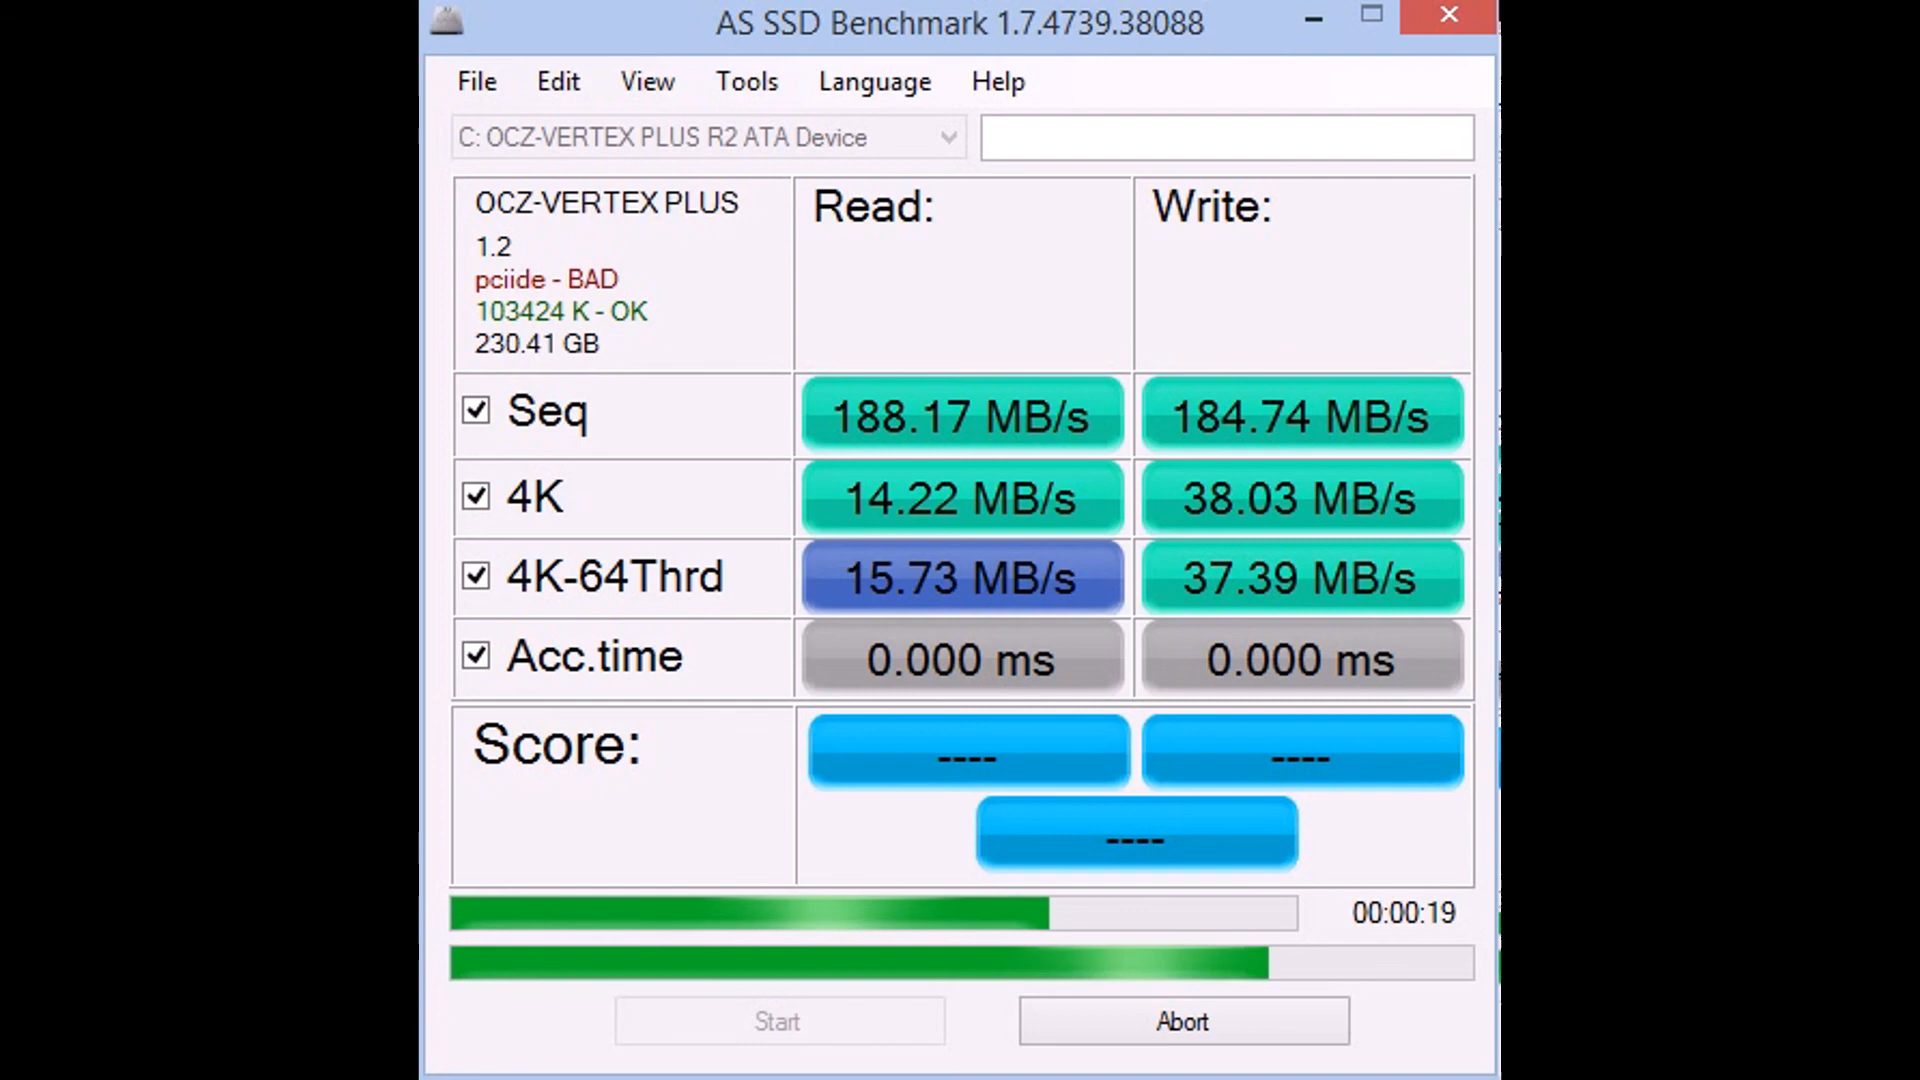 AS SSD Benchmark 1.7.4739.38088
File Edit View Tools Language Help
C: OCZ-VERTEX PLUS R2 ATA Device
OCZ-VERTEX PLUS
1.2
pciide - BAD
103424 K - OK
230.41 GB
Read:
Write:
Seq 188.17 MB/s 184.74 MB/s
4K 14.22 MB/s 38.03 MB/s
4K-64Thrd 15.73 MB/s 37.39 MB/s
Acc.time 0.000 ms 0.000 ms
Score: ---- ----
----
00:00:19
Start Abort